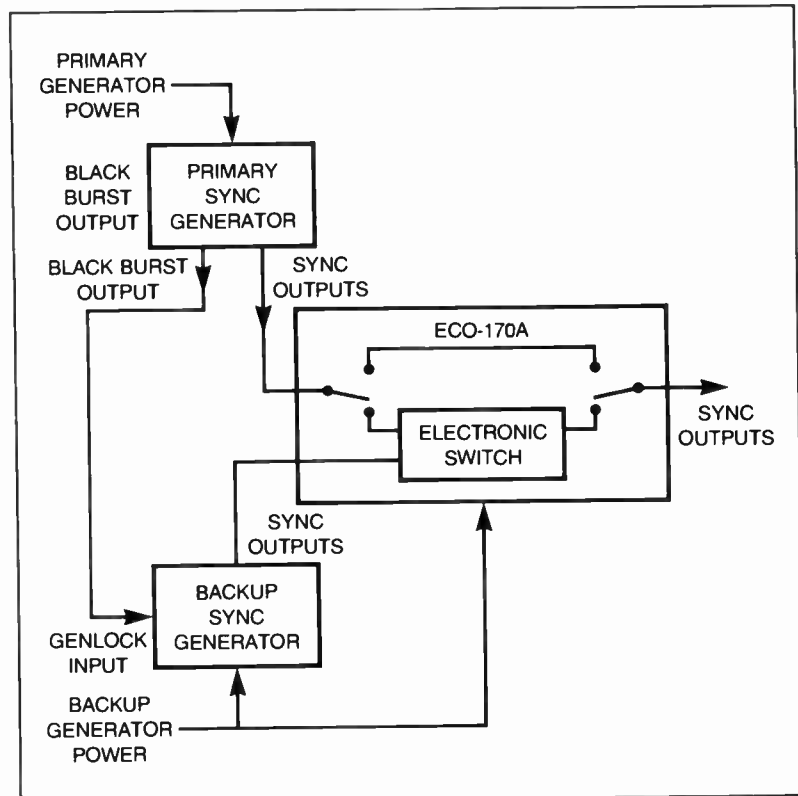 PRIMARY
GENERATOR
POWER
BLACK
BURST
OUTPUT
PRIMARY
SYNC
GENERATOR
BLACK BURST
OUTPUT
SYNC
OUTPUTS
ECO-170A
ELECTRONIC
SWITCH
SYNC
OUTPUTS
SYNC
OUTPUTS
BACKUP
SYNC
GENERATOR
GENLOCK
INPUT
BACKUP
GENERATOR
POWER